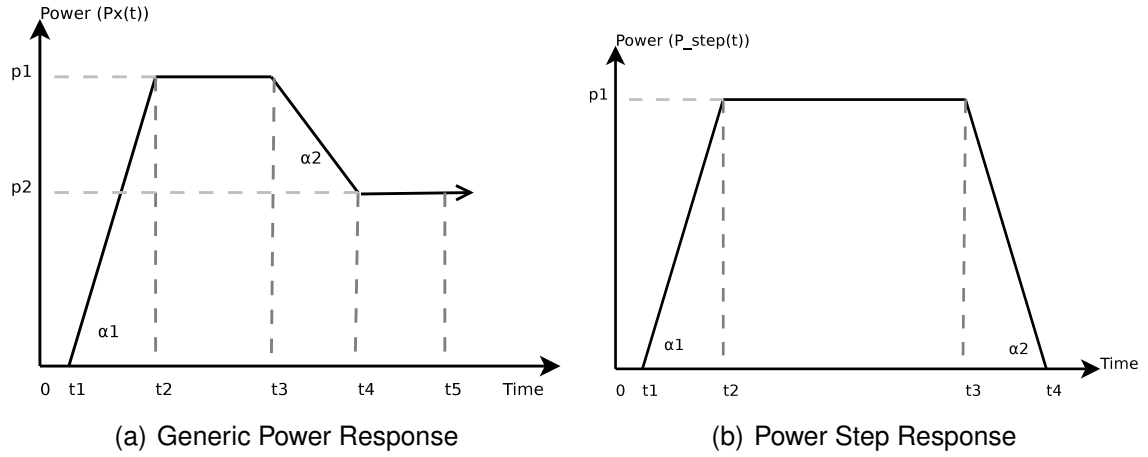 Power (Px(t))
p1
α2
p2
α1
0 t1 t2 t3 t4 t5 Time
(a) Generic Power Response
Power (P_step(t))
p1
α1 α2
Time
0 t1 t2 t3 t4
(b) Power Step Response